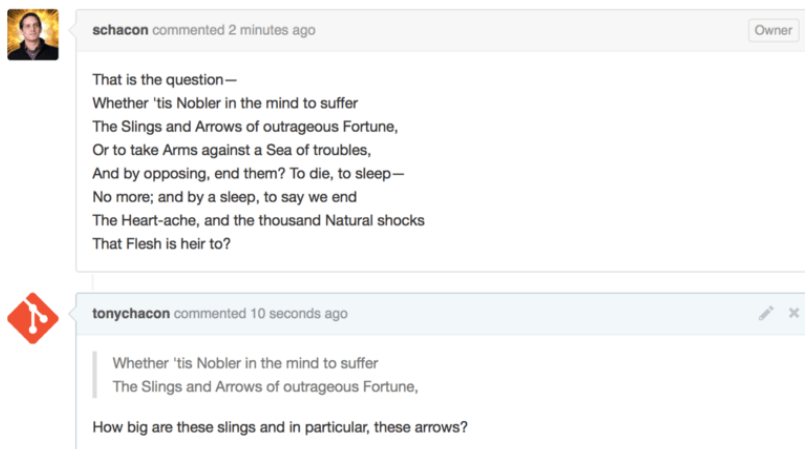 schacon commented 2 minutes ago Owner
That is the question—
Whether 'tis Nobler in the mind to suffer
The Slings and Arrows of outrageous Fortune,
Or to take Arms against a Sea of troubles,
And by opposing, end them? To die, to sleep—
No more; and by a sleep, to say we end
The Heart-ache, and the thousand Natural shocks
That Flesh is heir to?
tonychacon commented 10 seconds ago
Whether 'tis Nobler in the mind to suffer
The Slings and Arrows of outrageous Fortune,
How big are these slings and in particular, these arrows?